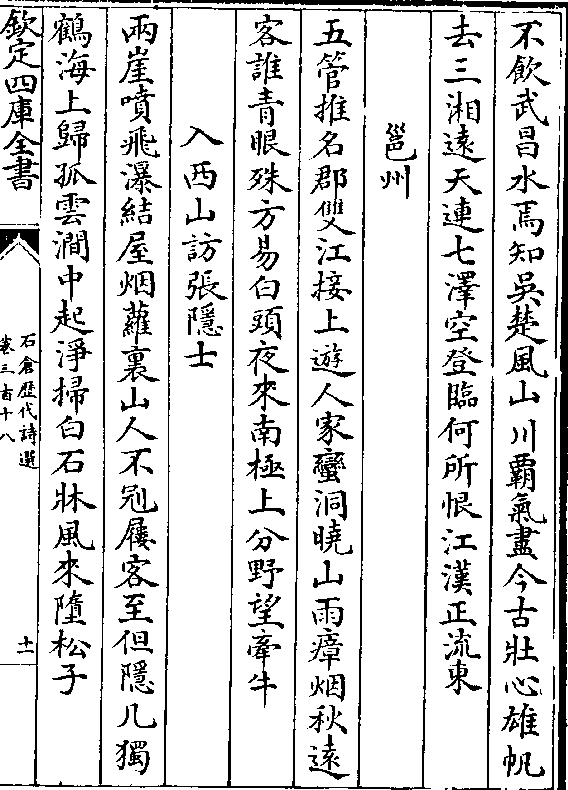 不飲武昌水焉知吳楚風山川霸氣盡今古壯心雄帆
去三湘遠天連七澤空登臨何所恨江漢正流東
邕州
五管推名郡雙江接上遊人家蠻洞曉山雨瘴烟秋遠
客誰青眼殊方易白頭夜來南極上分野望牽牛
入西山訪張隱士
兩崖噴飛瀑結屋烟蘿裏山人不剏屨客至但隱几獨
鶴海上歸孤雲澗中起淨掃白石牀風來墮松子
欽定四庫全書
石倉歷代詩選
卷三百十八
十一